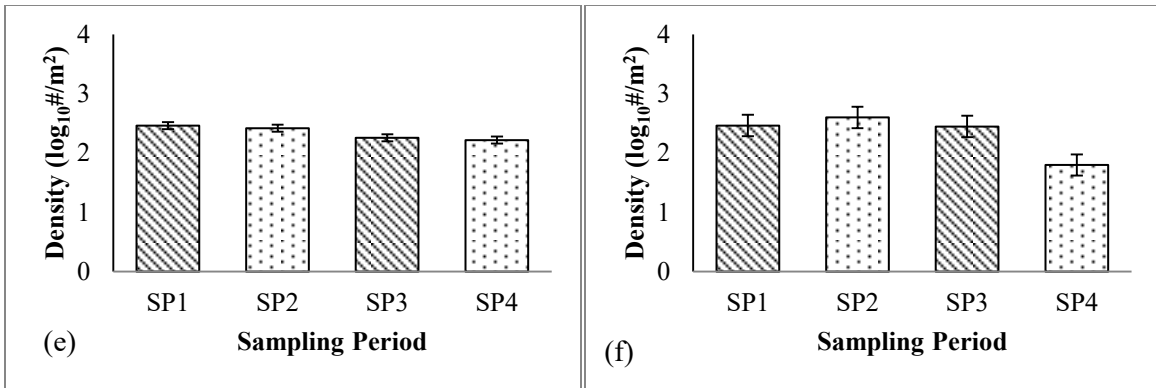 4
3
2
1
0
Density (log₁₀#/m²)
SP1 SP2 SP3 SP4
Sampling Period
(e)
4
3
2
1
0
Density (log₁₀#/m²)
SP1 SP2 SP3 SP4
Sampling Period
(f)